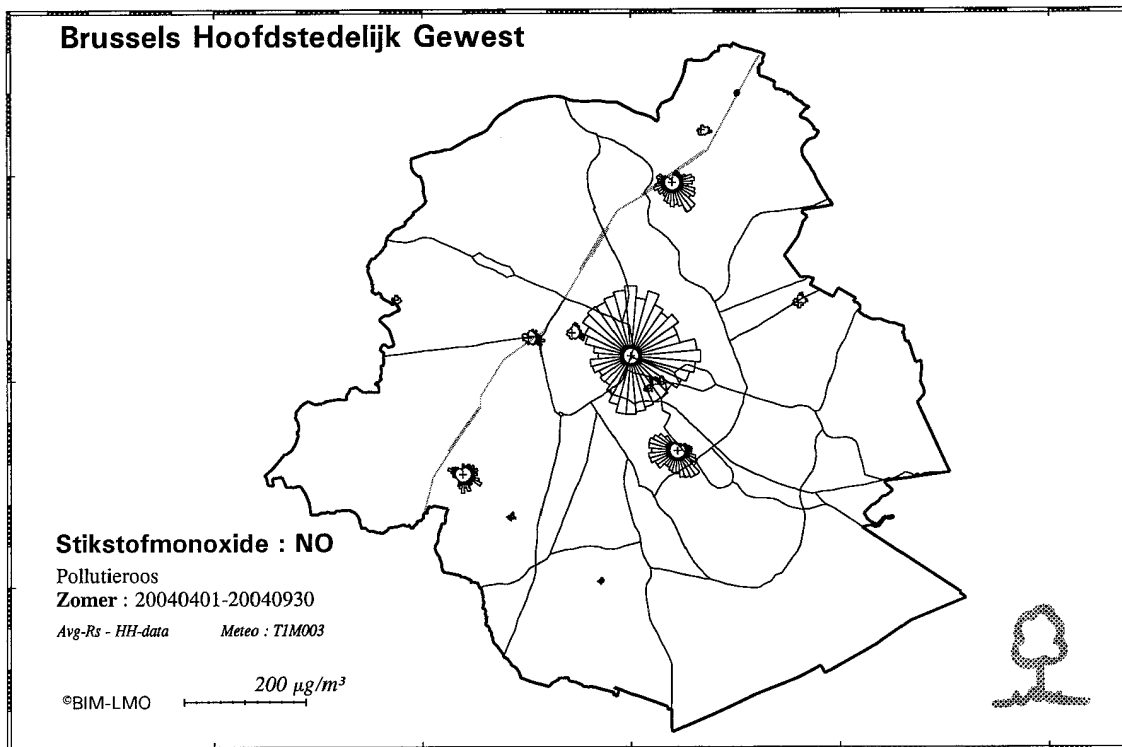 Brussels Hoofdstedelijk Gewest
Stikstofmonoxide : NO
Pollutieroos
Zomer : 20040401-20040930
Avg-Rs - HH-data Meteo : T1M003
200 µg/m³
©BIM-LMO